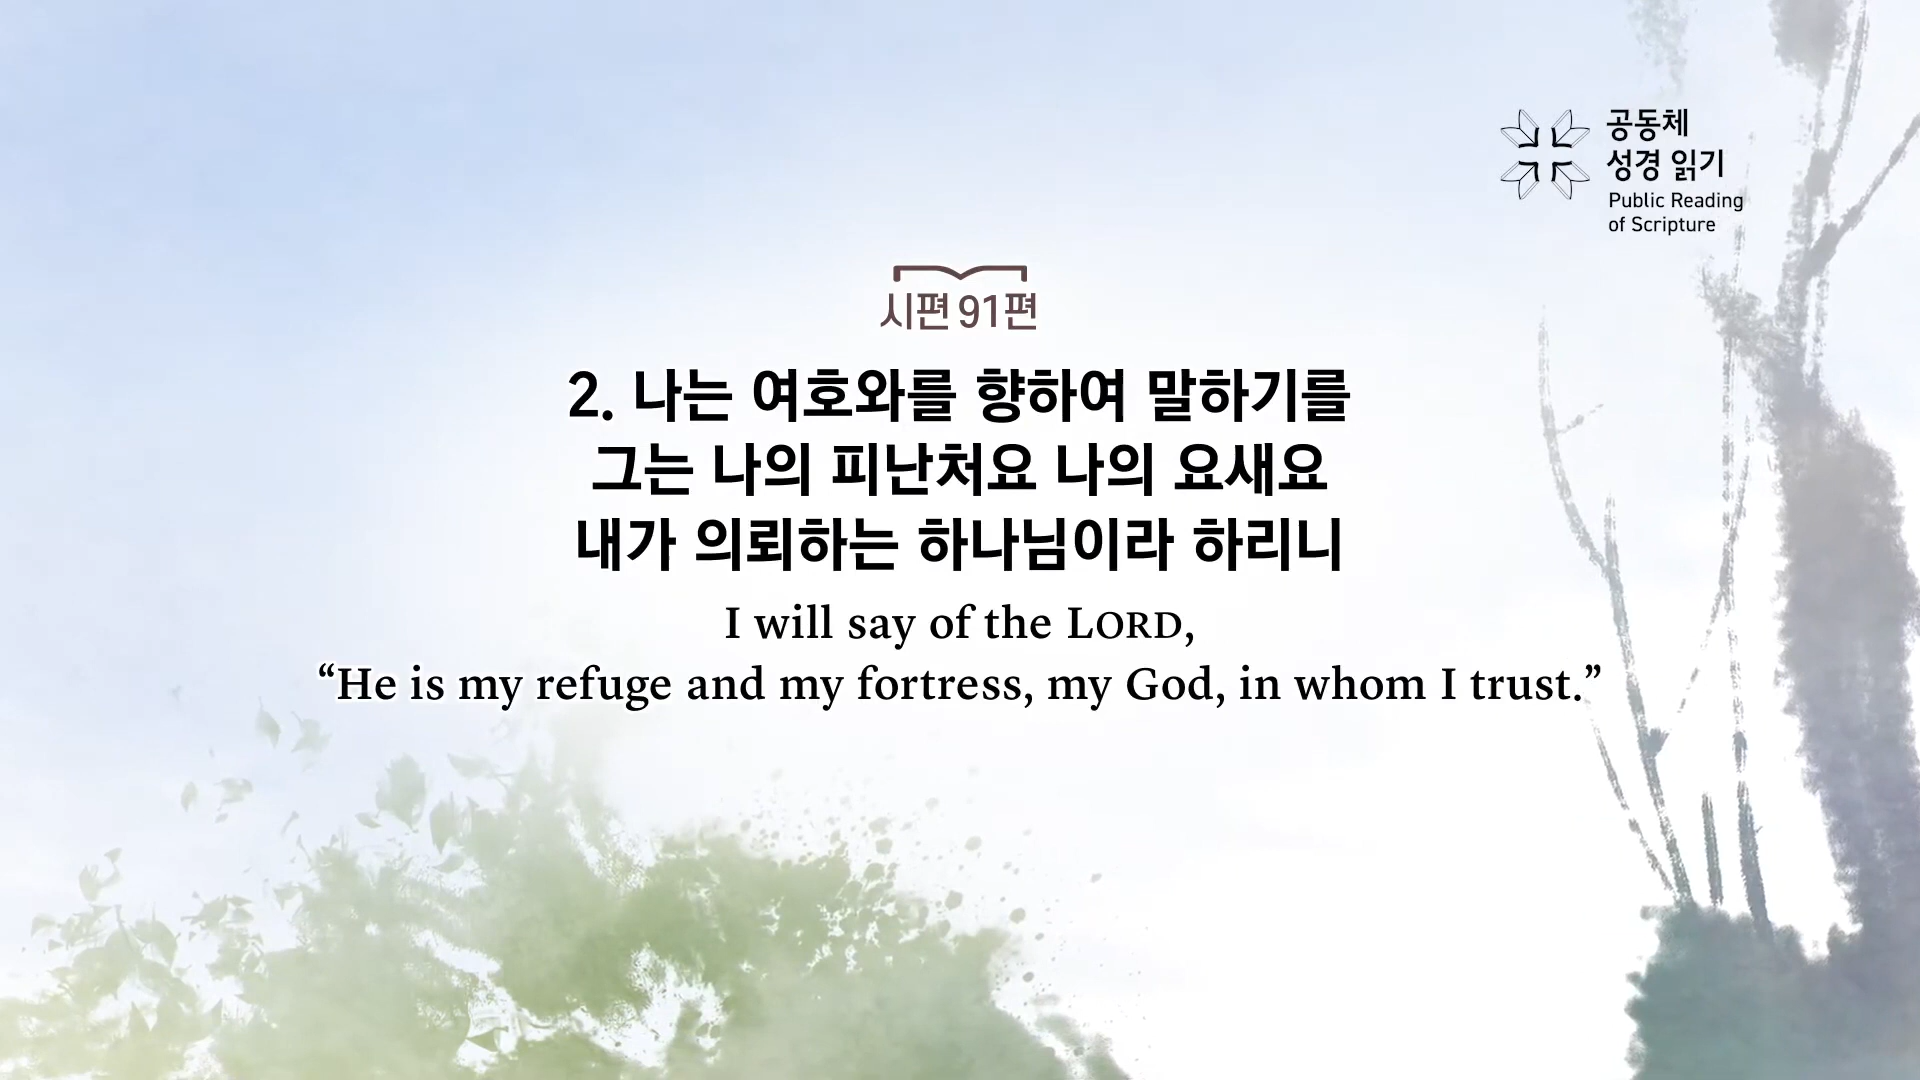 공동체
성경 읽기
Public Reading
of Scripture
시편 91편
2. 나는 여호와를 향하여 말하기를
그는 나의 피난처요 나의 요새요
내가 의뢰하는 하나님이라 하리니
I will say of the LORD,
“He is my refuge and my fortress, my God, in whom I trust.”